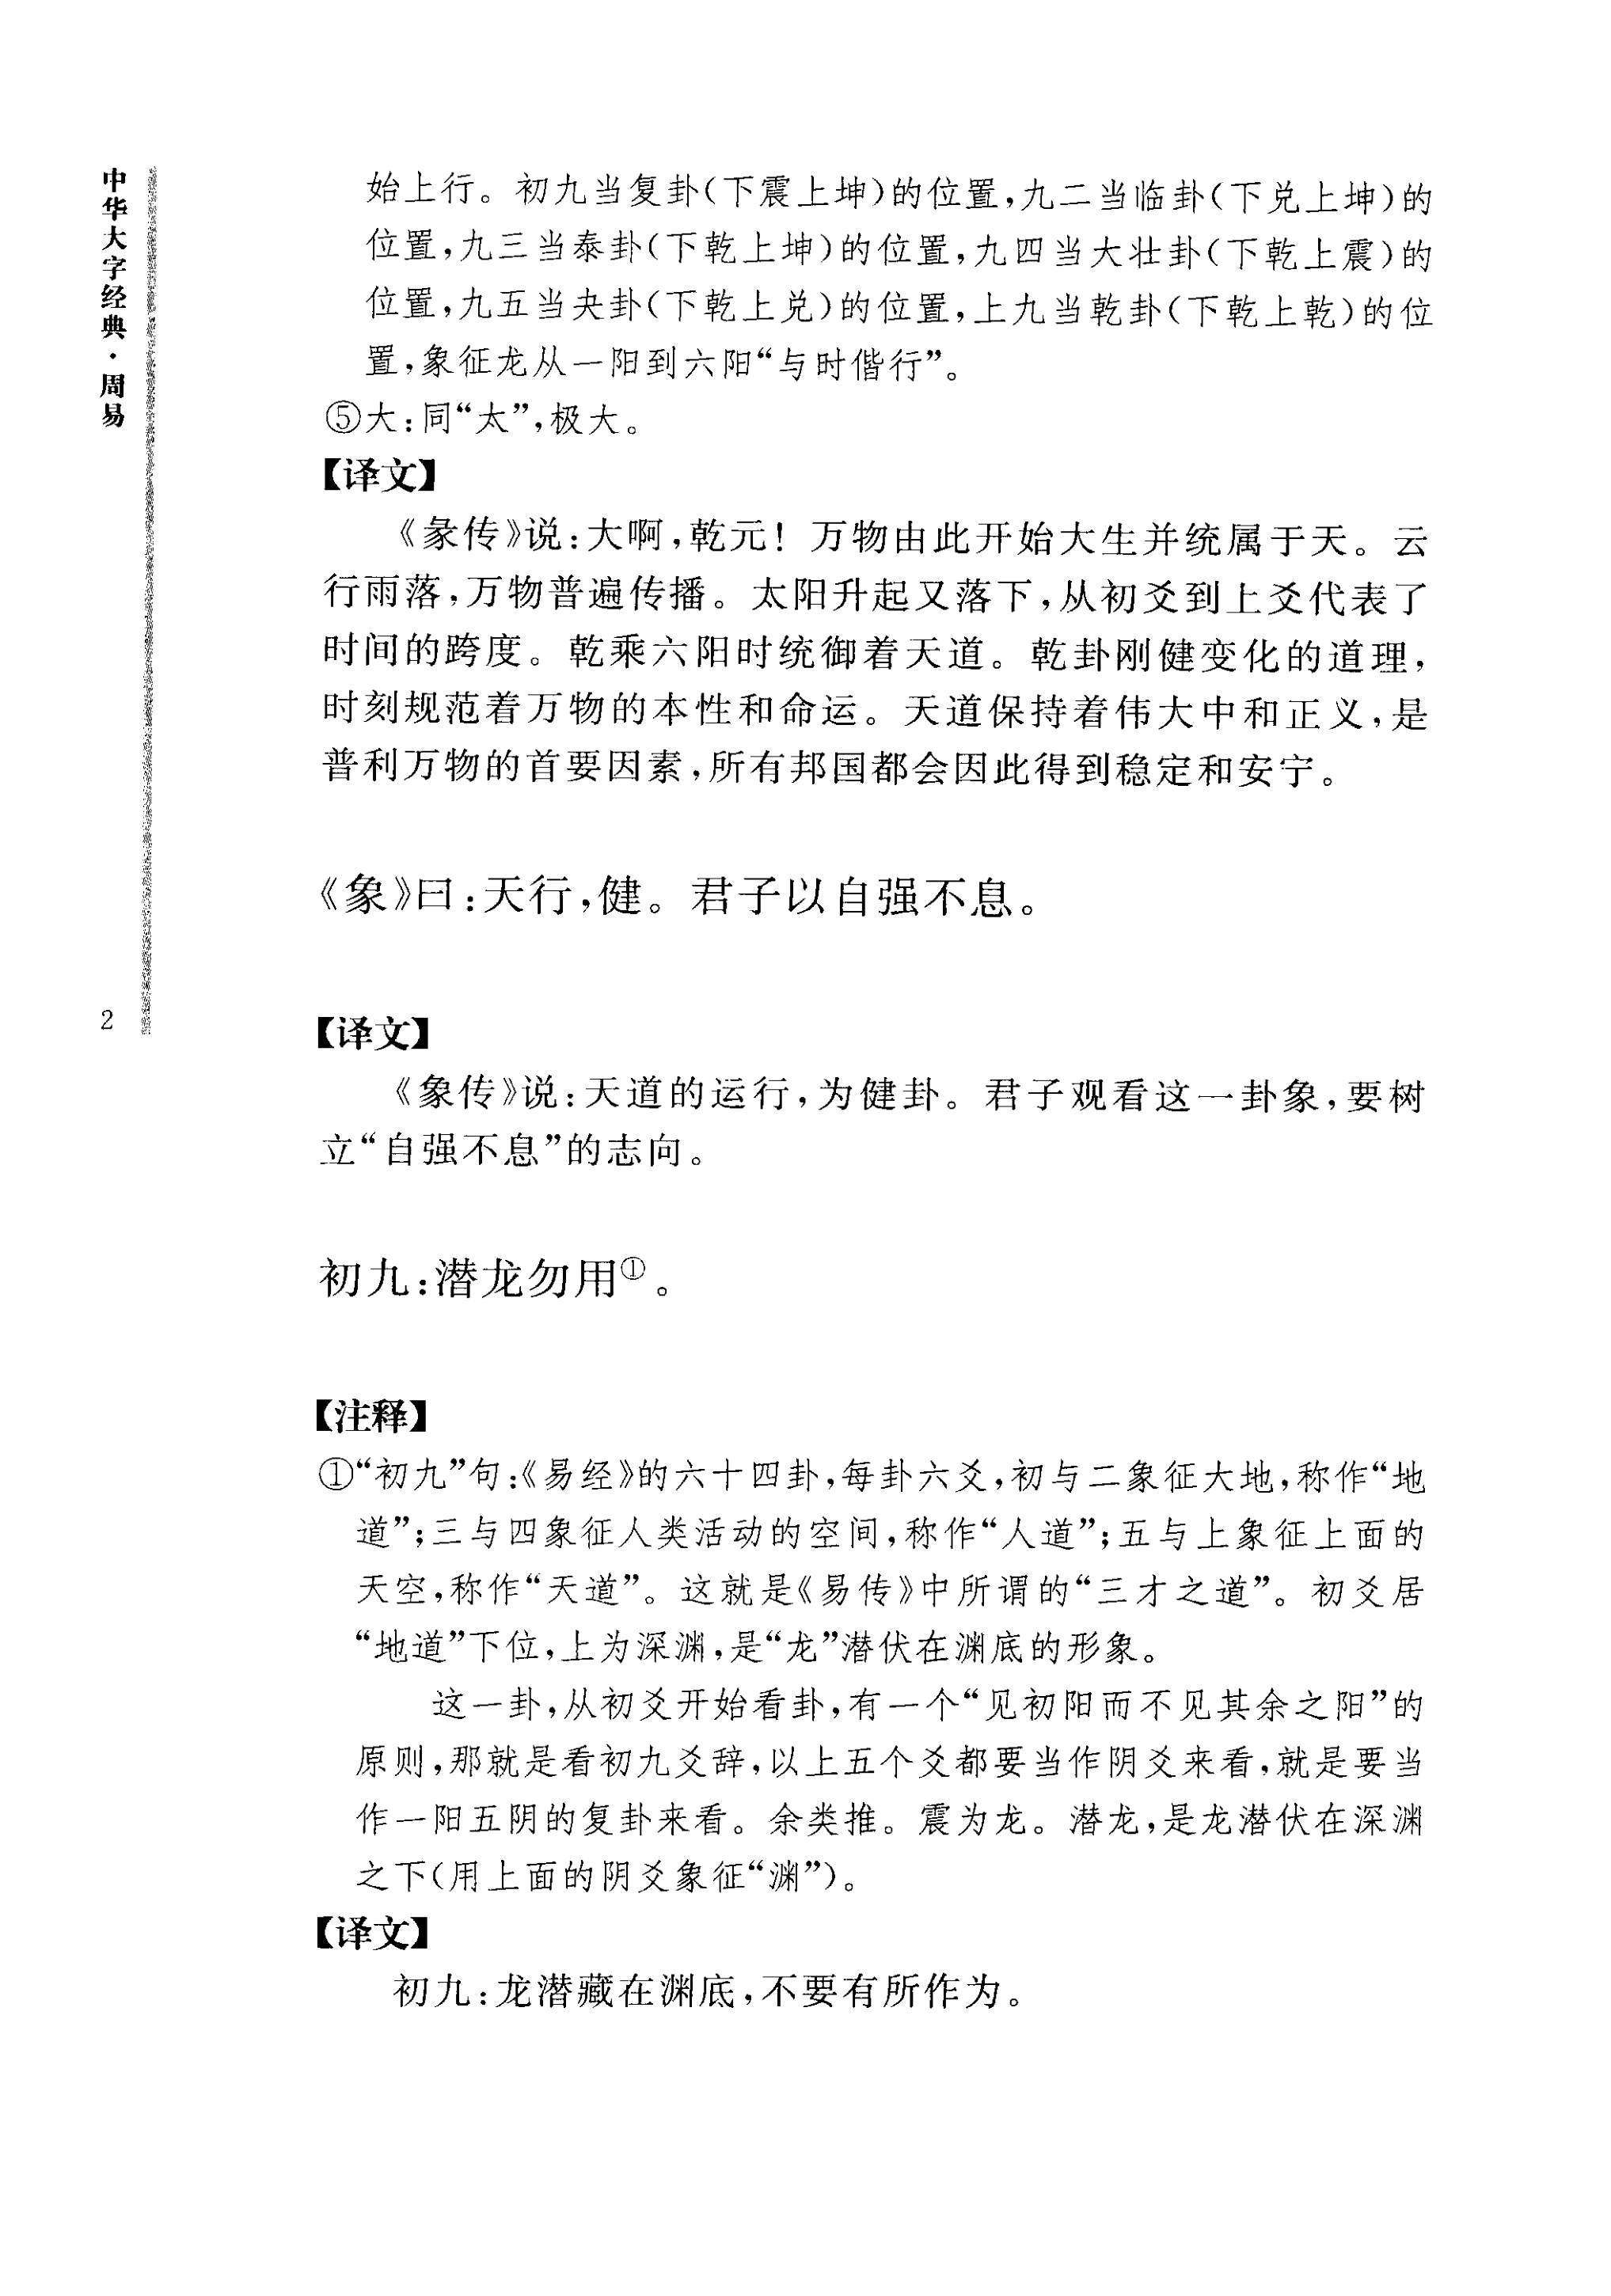 中华大字经典·周易
2
始上行。初九当复卦(下震上坤)的位置,九二当临卦(下兑上坤)的
位置,九三当泰卦(下乾上坤)的位置,九四当大壮卦(下乾上震)的
位置,九五当夬卦(下乾上兑)的位置,上九当乾卦(下乾上乾)的位
置,象征龙从一阳到六阳“与时偕行”。
⑤大:同“太”,极大。
【译文】
《彖传》说:大啊,乾元!万物由此开始大生并统属于天。云
行雨落,万物普遍传播。太阳升起又落下,从初爻到上爻代表了
时间的跨度。乾乘六阳时统御着天道。乾卦刚健变化的道理,
时刻规范着万物的本性和命运。天道保持着伟大中和正义,是
普利万物的首要因素,所有邦国都会因此得到稳定和安宁。
《象》曰:天行,健。君子以自强不息。
【译文】
《象传》说:天道的运行,为健卦。君子观看这一卦象,要树
立“自强不息”的志向。
初九:潜龙勿用①。
【注释】
①“初九”句:《易经》的六十四卦,每卦六爻,初与二象征大地,称作“地
道”;三与四象征人类活动的空间,称作“人道”;五与上象征上面的
天空,称作“天道”。这就是《易传》中所谓的“三才之道”。初爻居
“地道”下位,上为深渊,是“龙”潜伏在渊底的形象。
这一卦,从初爻开始看卦,有一个“见初阳而不见其余之阳”的
原则,那就是看初九爻辞,以上五个爻都要当作阴爻来看,就是要当
作一阳五阴的复卦来看。余类推。震为龙。潜龙,是龙潜伏在深渊
之下(用上面的阴爻象征“渊”)。
【译文】
初九:龙潜藏在渊底,不要有所作为。